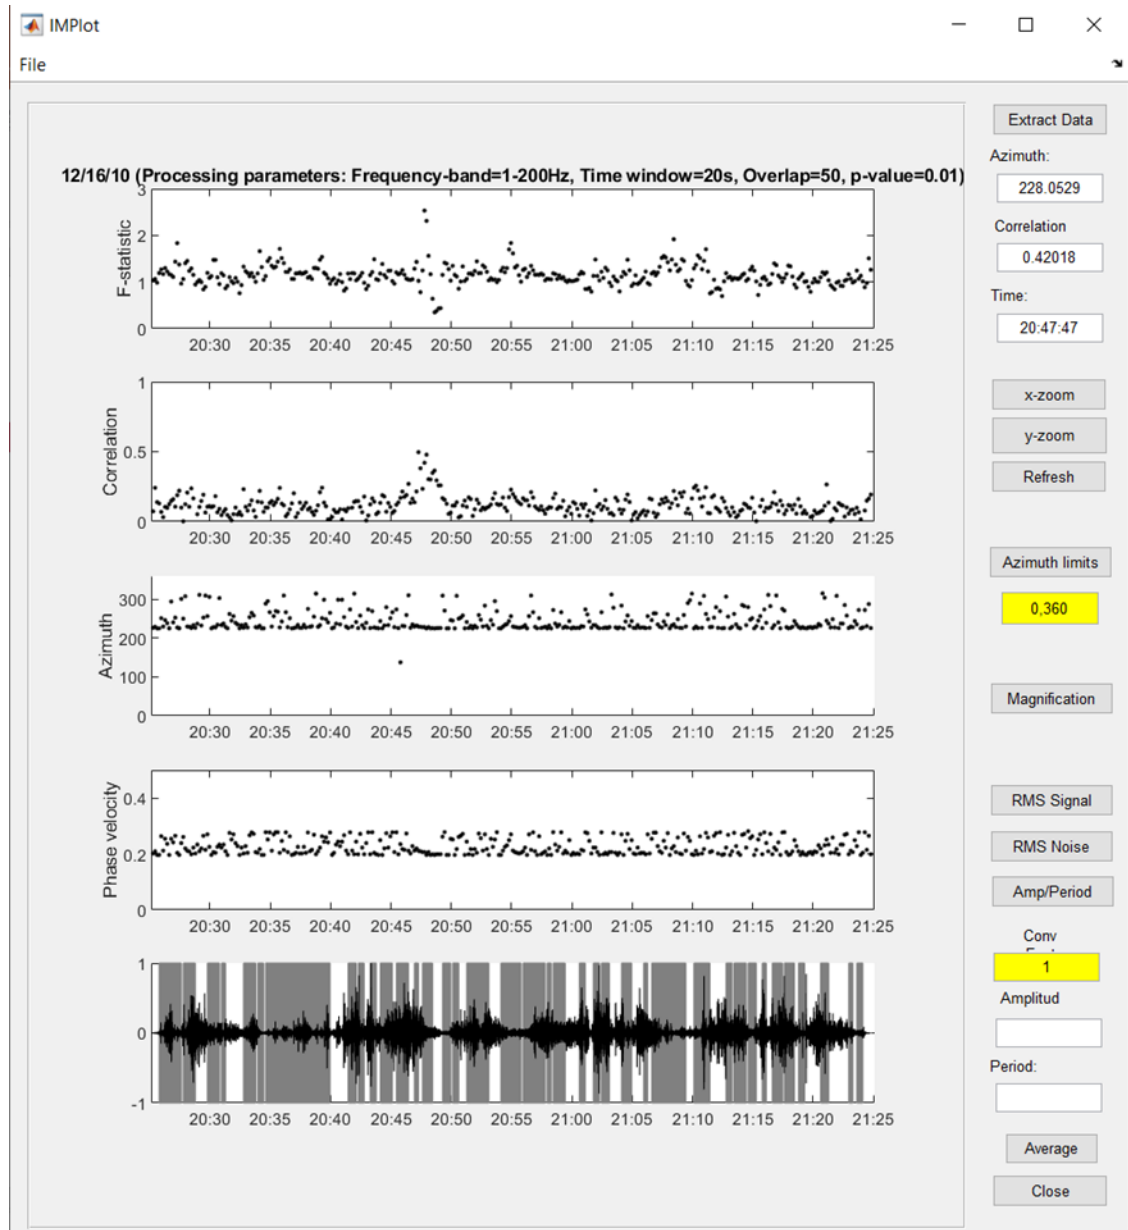 IMPlot
File
12/16/10 (Processing parameters: Frequency-band=1-200Hz, Time window=20s, Overlap=50, p-value=0.01)
3
2
1
0
F-statistic
20:30 20:35 20:40 20:45 20:50 20:55 21:00 21:05 21:10 21:15 21:20 21:25
1
0.5
0
Correlation
20:30 20:35 20:40 20:45 20:50 20:55 21:00 21:05 21:10 21:15 21:20 21:25
300
200
100
0
Azimuth
20:30 20:35 20:40 20:45 20:50 20:55 21:00 21:05 21:10 21:15 21:20 21:25
0.4
0.2
0
Phase velocity
20:30 20:35 20:40 20:45 20:50 20:55 21:00 21:05 21:10 21:15 21:20 21:25
1
0
-1
20:30 20:35 20:40 20:45 20:50 20:55 21:00 21:05 21:10 21:15 21:20 21:25
Extract Data
Azimuth:
228.0529
Correlation
0.42018
Time:
20:47:47
x-zoom
y-zoom
Refresh
Azimuth limits
0,360
Magnification
RMS Signal
RMS Noise
Amp/Period
Conv
1
Amplitud
Period:
Average
Close